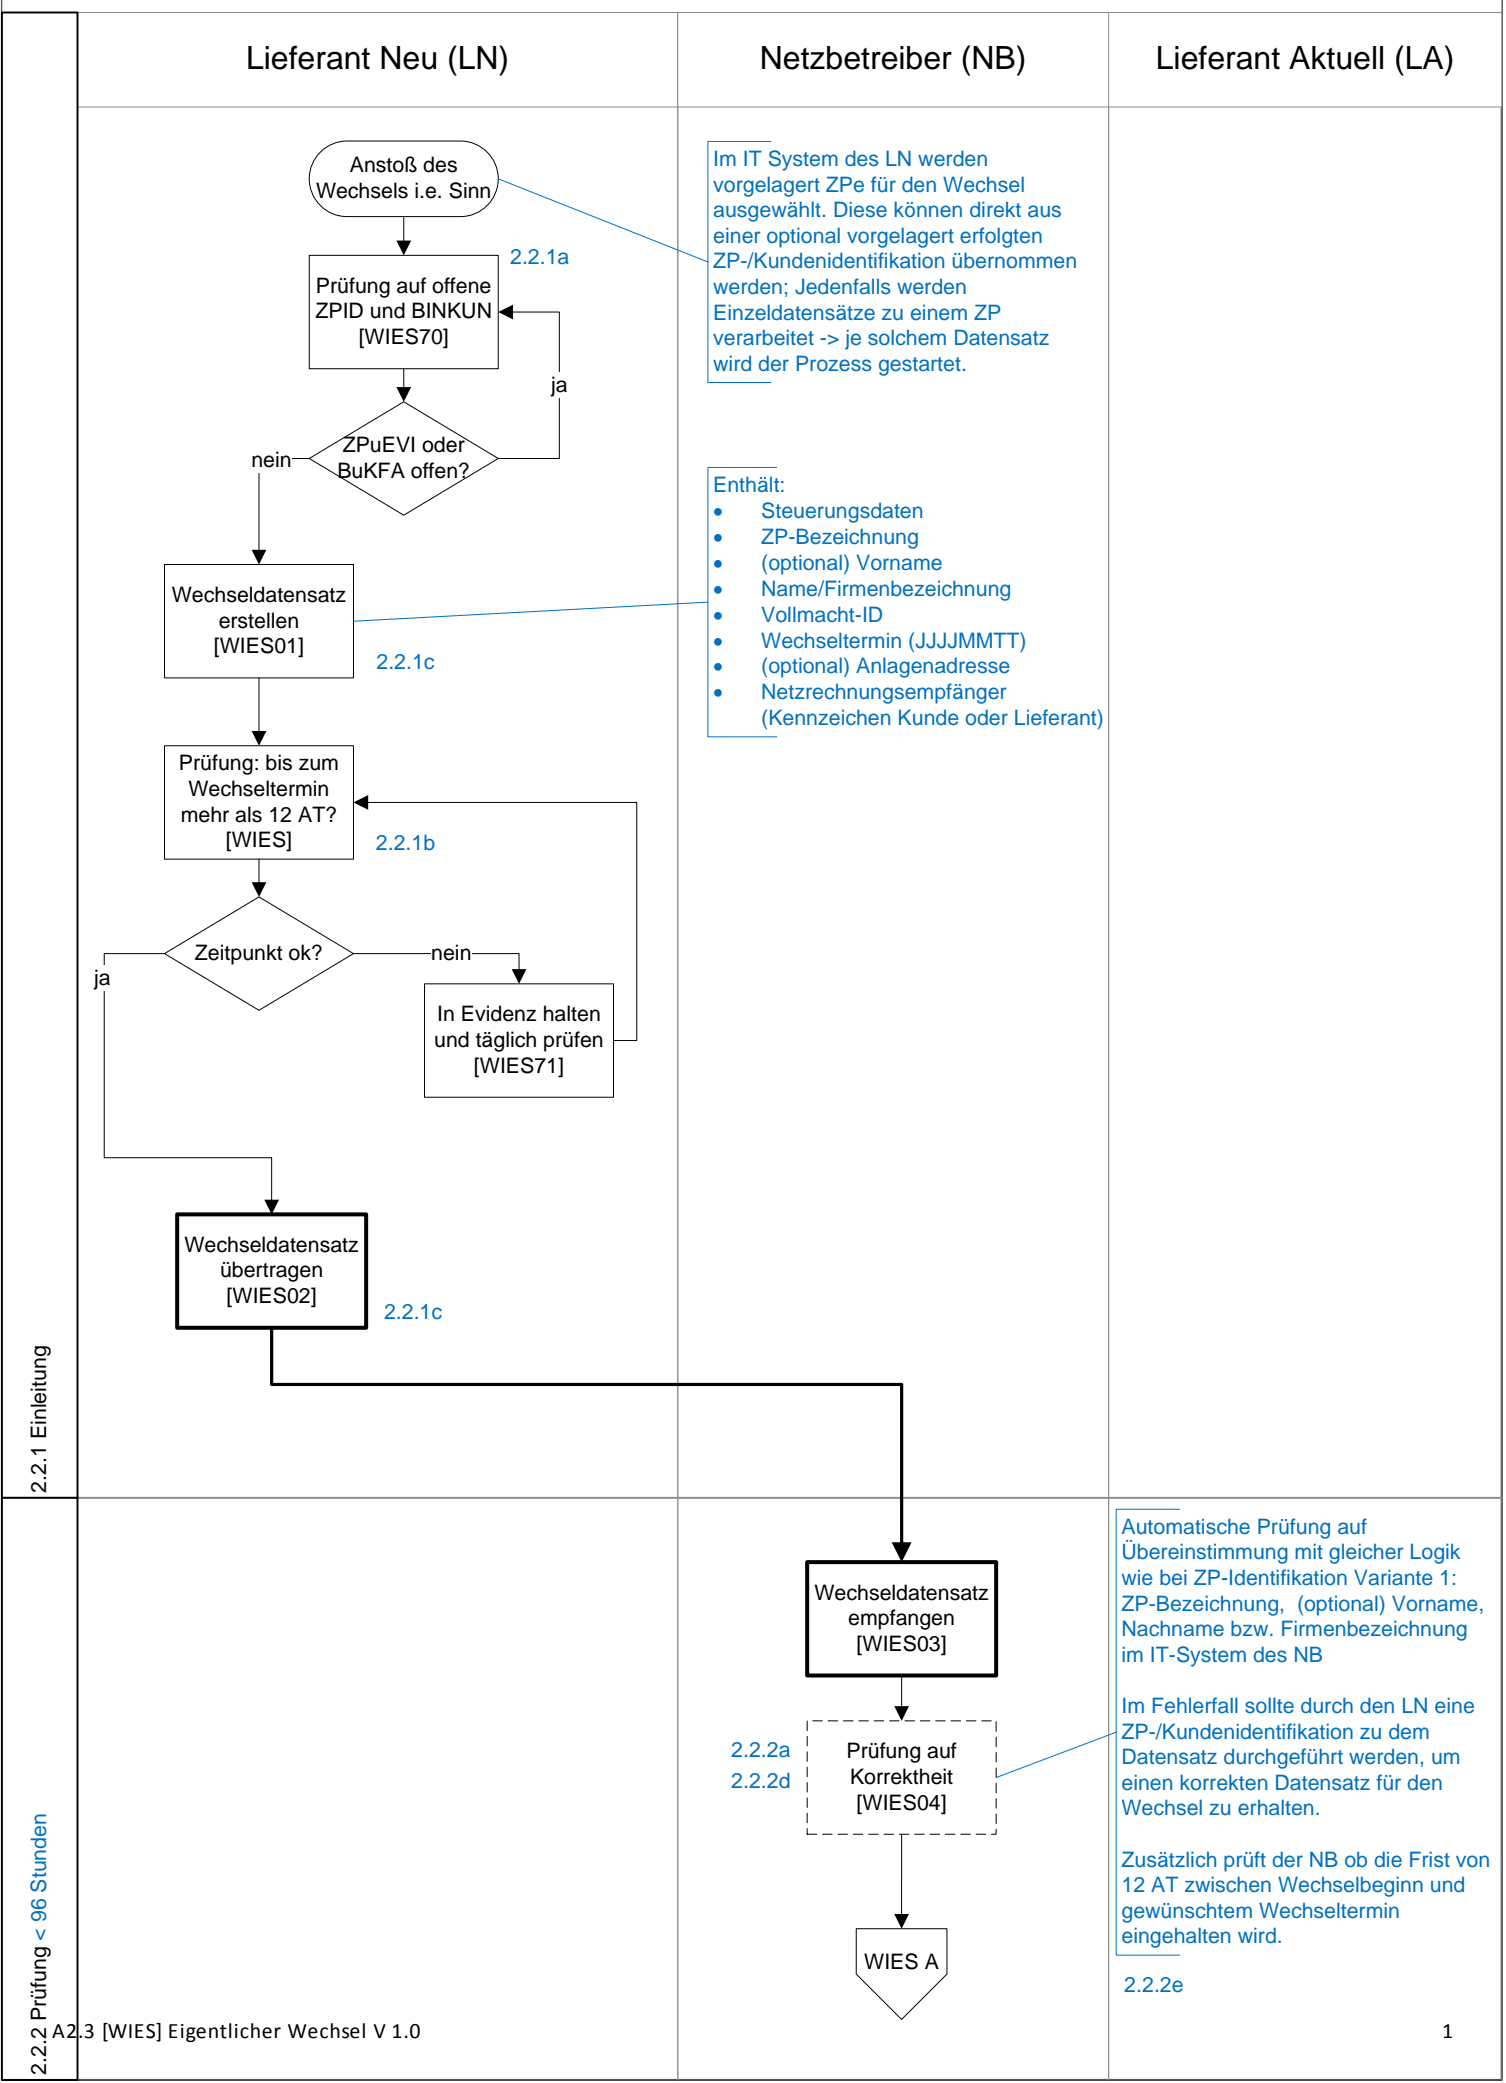 Lieferant Neu (LN)
Netzbetreiber (NB)
Lieferant Aktuell (LA)
Anstoß des
Wechsels i.e. Sinn
2.2.1a
Prüfung auf offene
ZPID und BINKUN
[WIES70]
ja
ZPuEVI oder
BuKFA offen?
nein
Im IT System des LN werden
vorgelagert ZPe für den Wechsel
ausgewählt. Diese können direkt aus
einer optional vorgelagert erfolgten
ZP-/Kundenidentifikation übernommen
werden; Jedenfalls werden
Einzeldatensätze zu einem ZP
verarbeitet -> je solchem Datensatz
wird der Prozess gestartet.
Wechseldatensatz
erstellen
[WIES01]
2.2.1c
Enthält:
• Steuerungsdaten
• ZP-Bezeichnung
• (optional) Vorname
• Name/Firmenbezeichnung
• Vollmacht-ID
• Wechseltermin (JJJJMMTT)
• (optional) Anlagenadresse
• Netzrechnungsempfänger
(Kennzeichen Kunde oder Lieferant)
Prüfung: bis zum
Wechseltermin
mehr als 12 AT?
[WIES]
2.2.1b
Zeitpunkt ok?
nein
ja
In Evidenz halten
und täglich prüfen
[WIES71]
Wechseldatensatz
übertragen
[WIES02]
2.2.1c
2.2.1 Einleitung
Wechseldatensatz
empfangen
[WIES03]
2.2.2a
2.2.2d
Prüfung auf
Korrektheit
[WIES04]
WIES A
Automatische Prüfung auf
Übereinstimmung mit gleicher Logik
wie bei ZP-Identifikation Variante 1:
ZP-Bezeichnung, (optional) Vorname,
Nachname bzw. Firmenbezeichnung
im IT-System des NB
Im Fehlerfall sollte durch den LN eine
ZP-/Kundenidentifikation zu dem
Datensatz durchgeführt werden, um
einen korrekten Datensatz für den
Wechsel zu erhalten.
Zusätzlich prüft der NB ob die Frist von
12 AT zwischen Wechselbeginn und
gewünschtem Wechseltermin
eingehalten wird.
2.2.2e
2.2.2 Prüfung < 96 Stunden
A2.3 [WIES] Eigentlicher Wechsel V 1.0
1